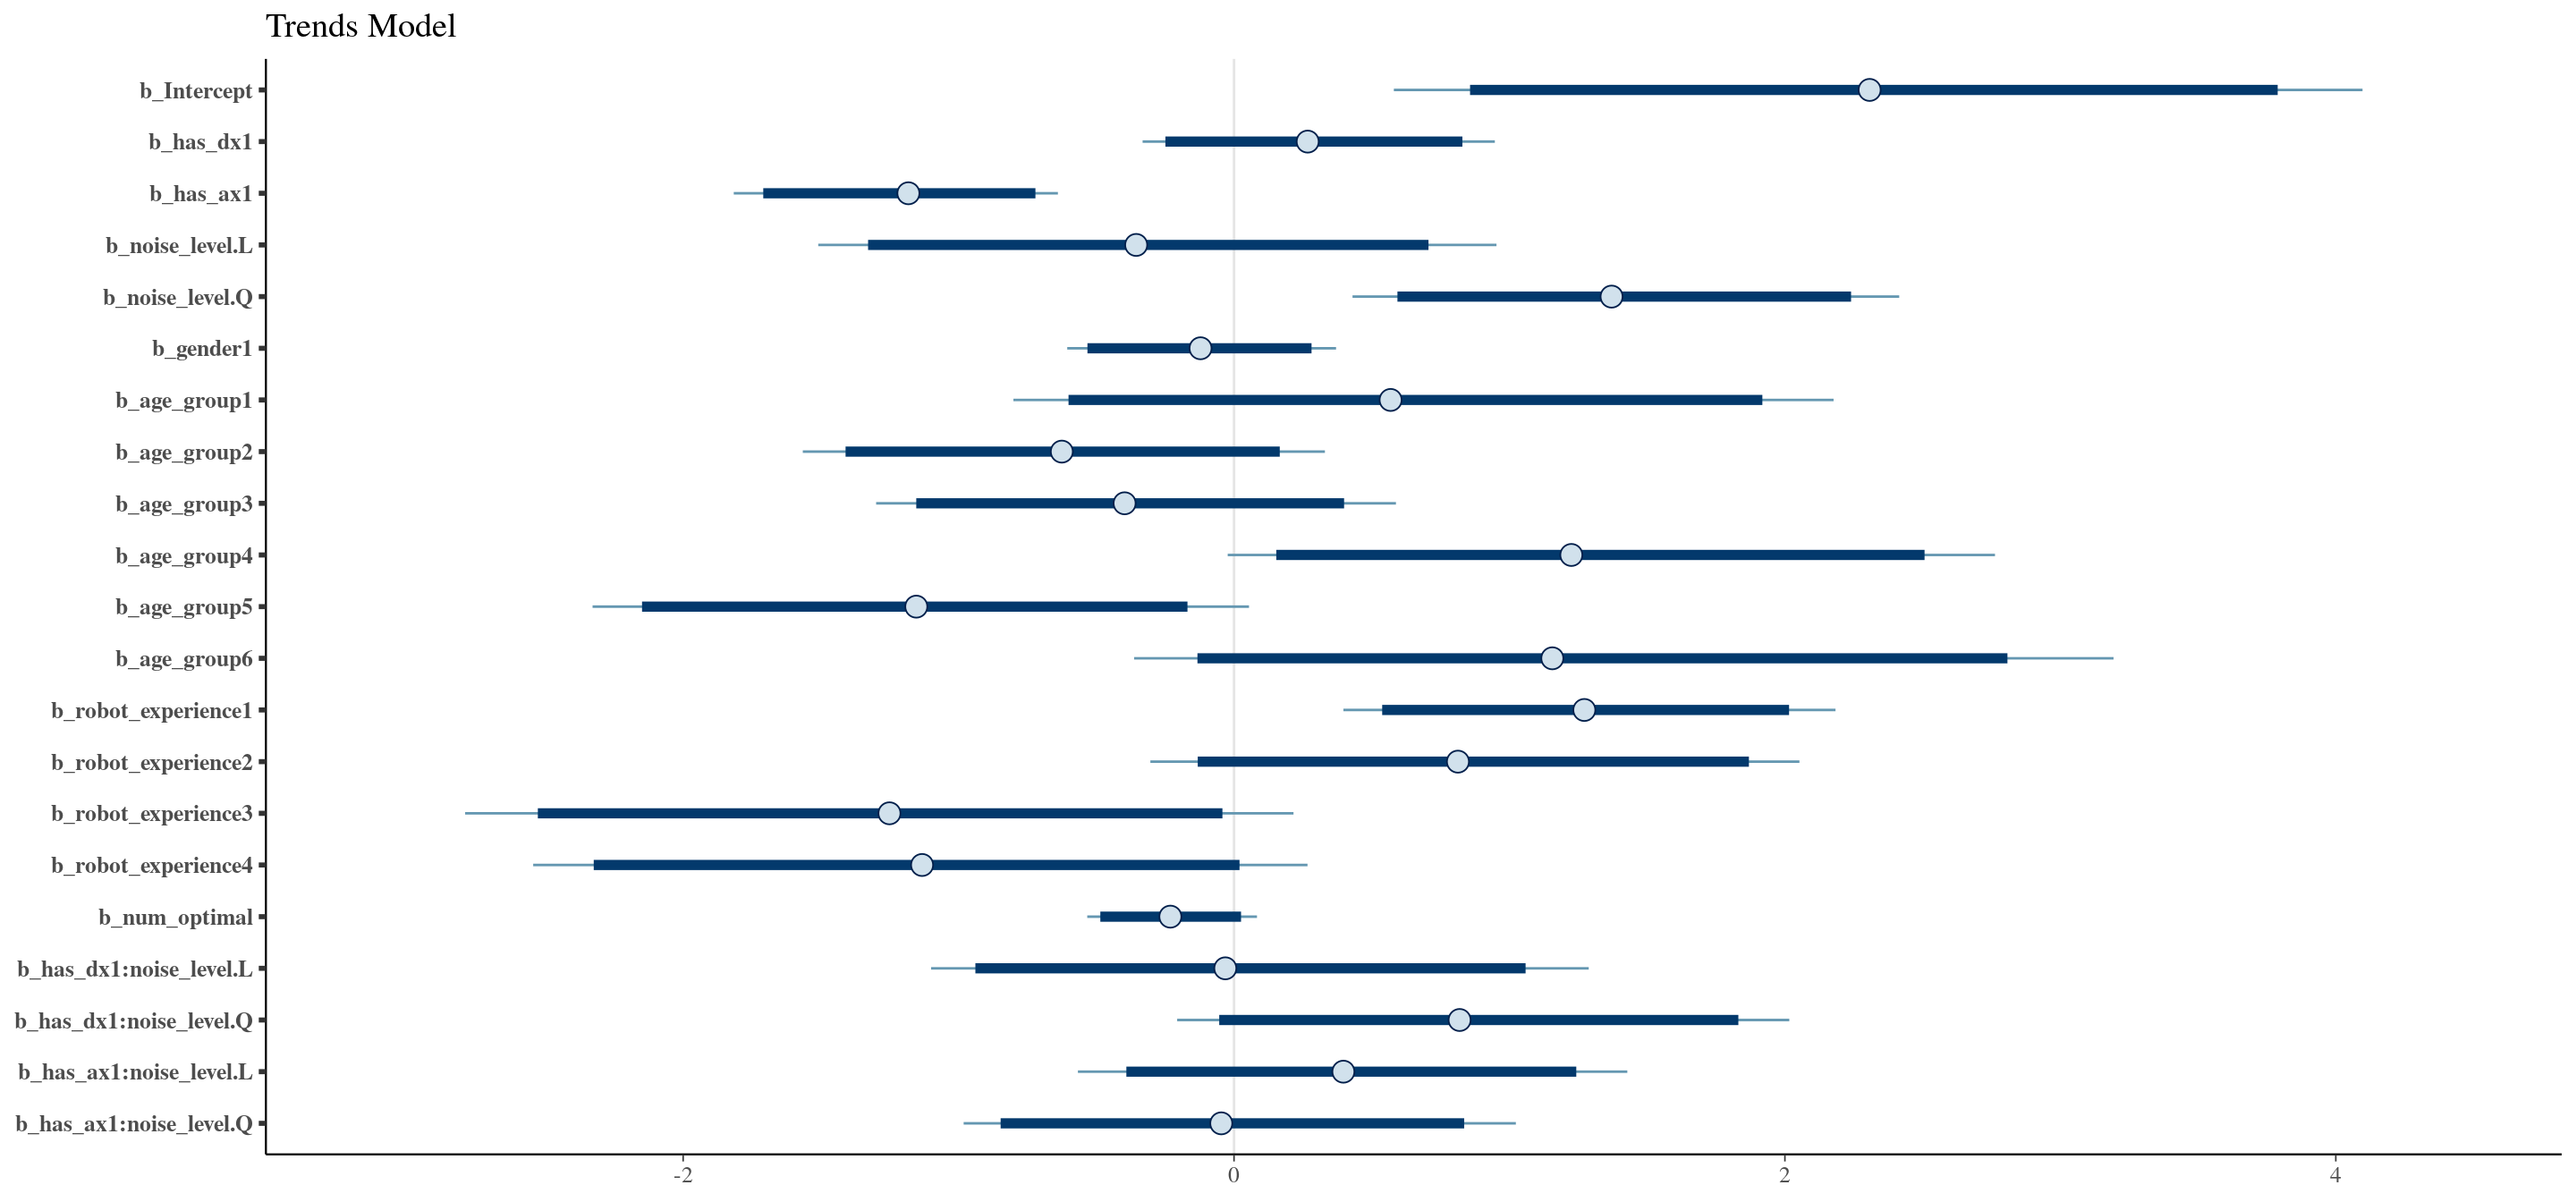 Trends Model
b_Intercept
b_has_dx1
b_has_ax1
b_noise_level.L
b_noise_level.Q
b_gender1
b_age_group1
b_age_group2
b_age_group3
b_age_group4
b_age_group5
b_age_group6
b_robot_experience1
b_robot_experience2
b_robot_experience3
b_robot_experience4
b_num_optimal
b_has_dx1:noise_level.L
b_has_dx1:noise_level.Q
b_has_ax1:noise_level.L
b_has_ax1:noise_level.Q
-2 0 2 4